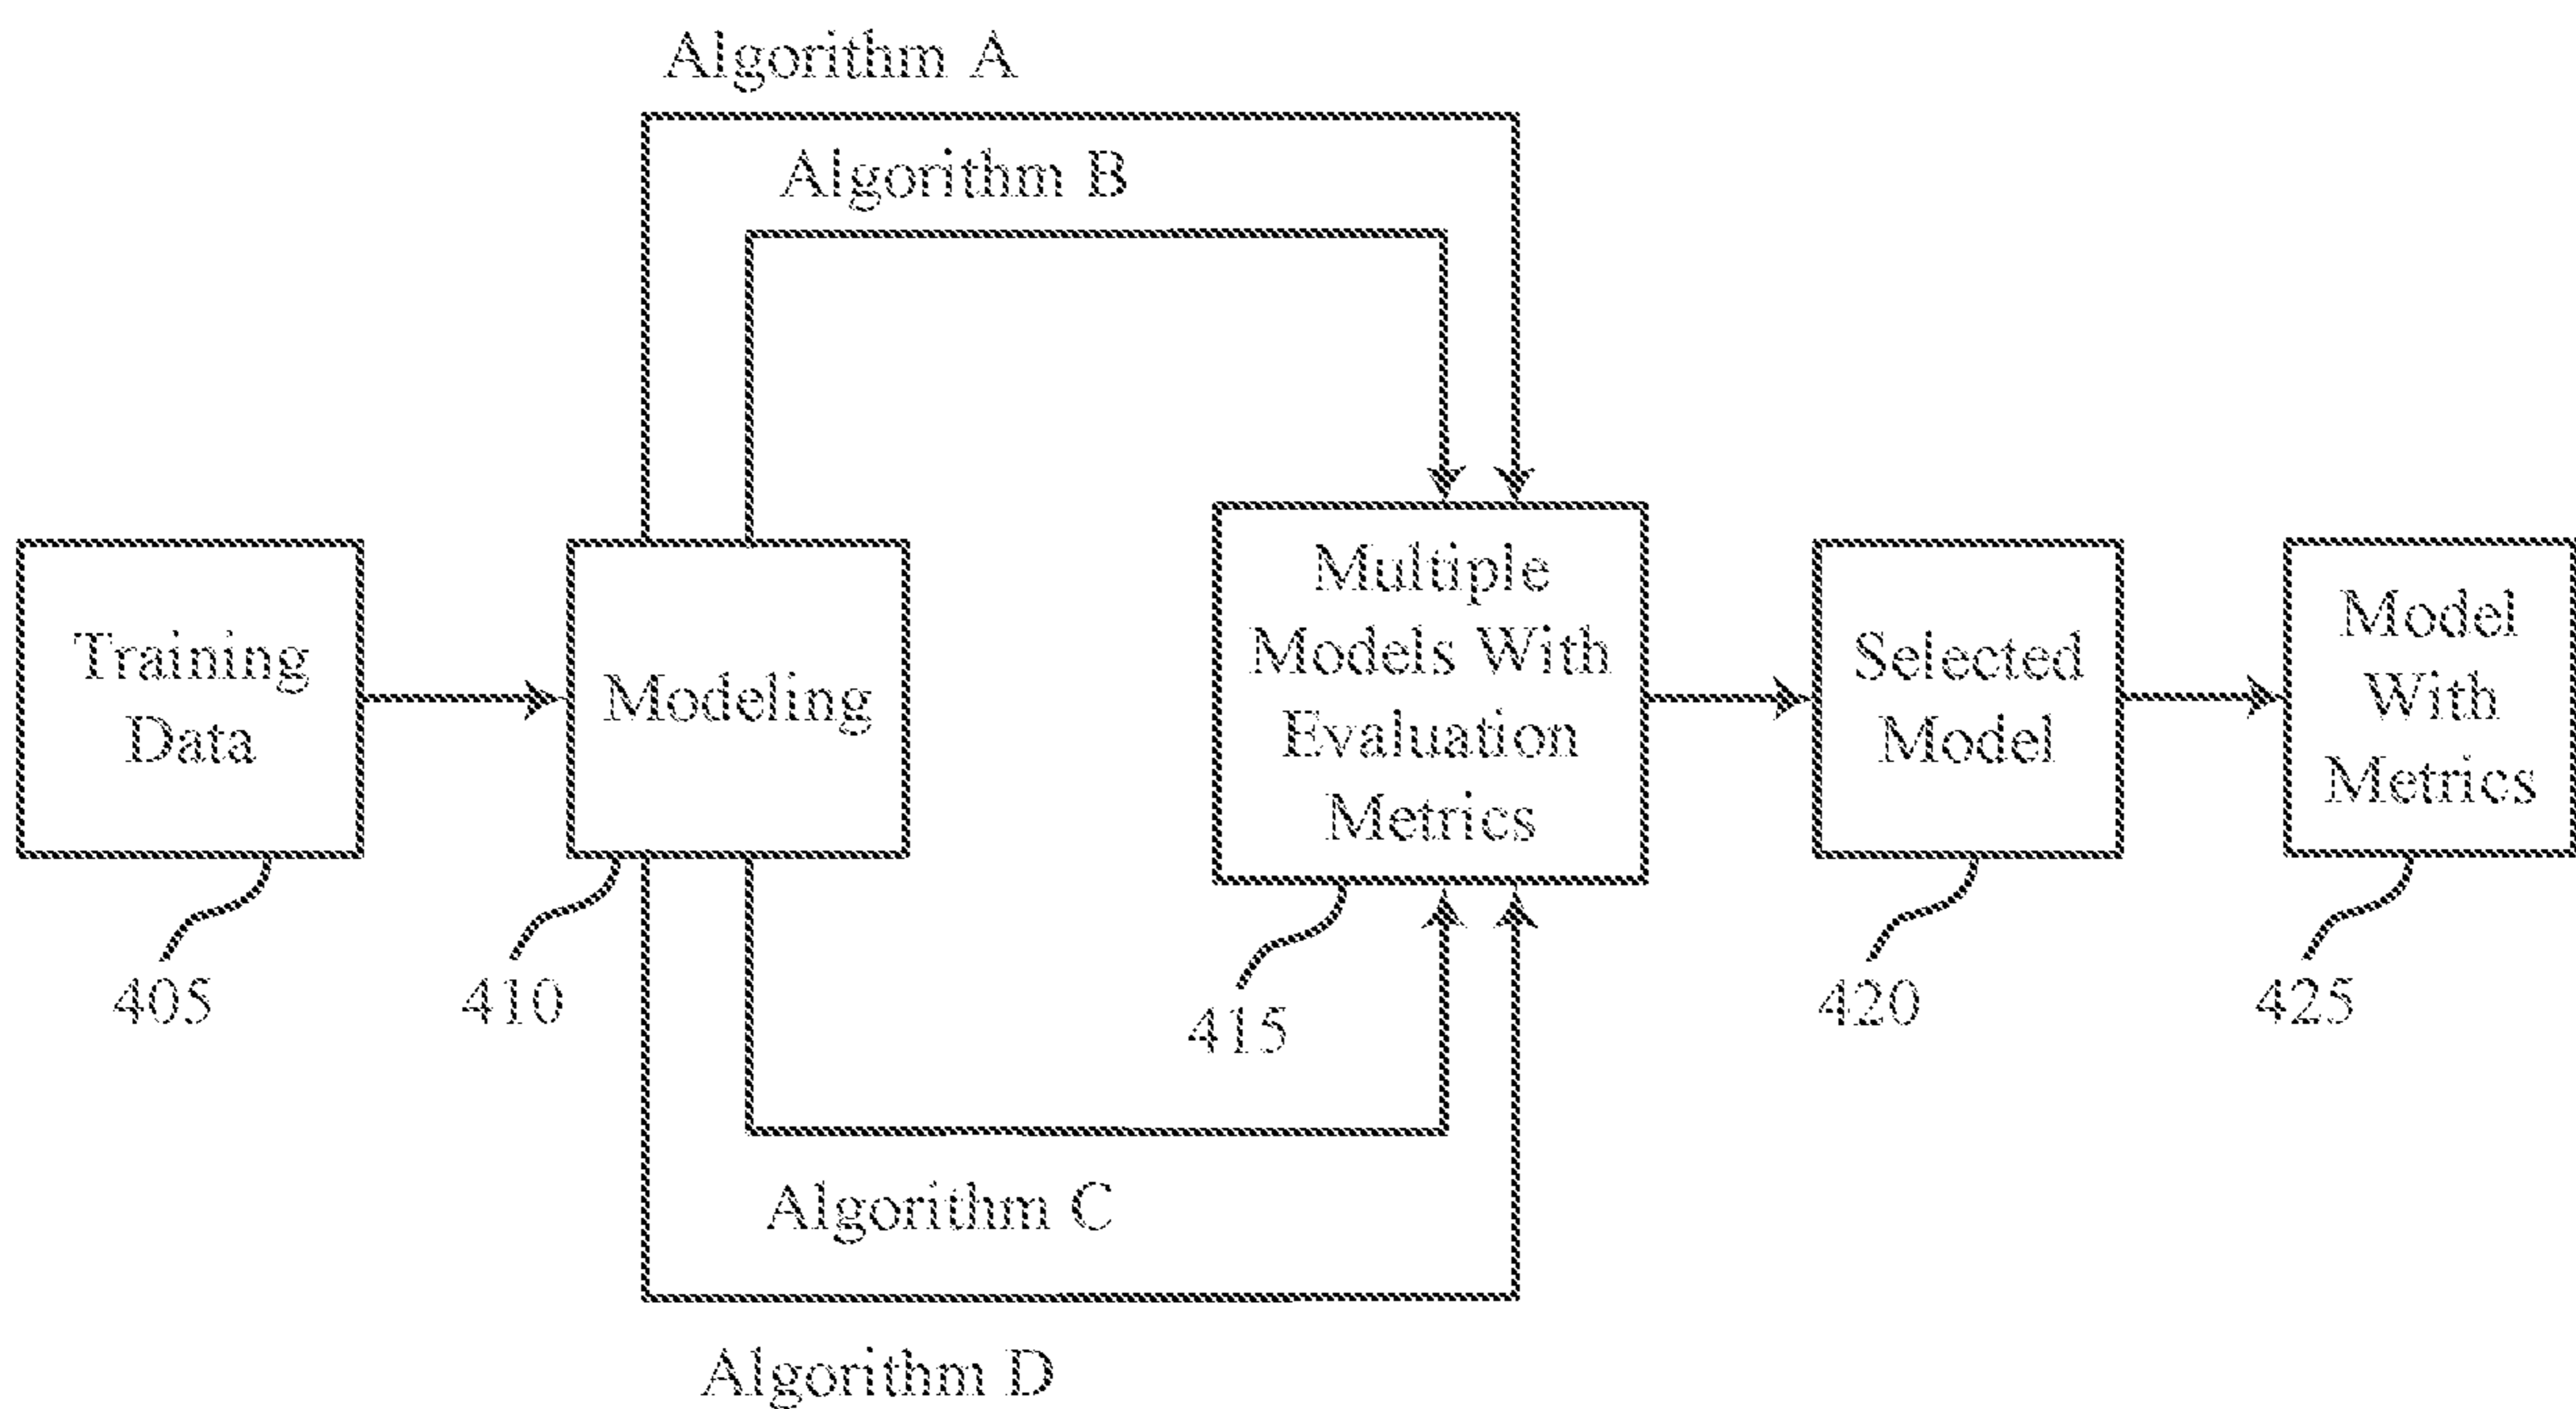 Algorithm A
Algorithm B
Training
Data
Modeling
Multiple
Models With
Evaluation
Metrics
Selected
Model
Model
With
Metrics
405
410
415
420
425
Algorithm C
Algorithm D